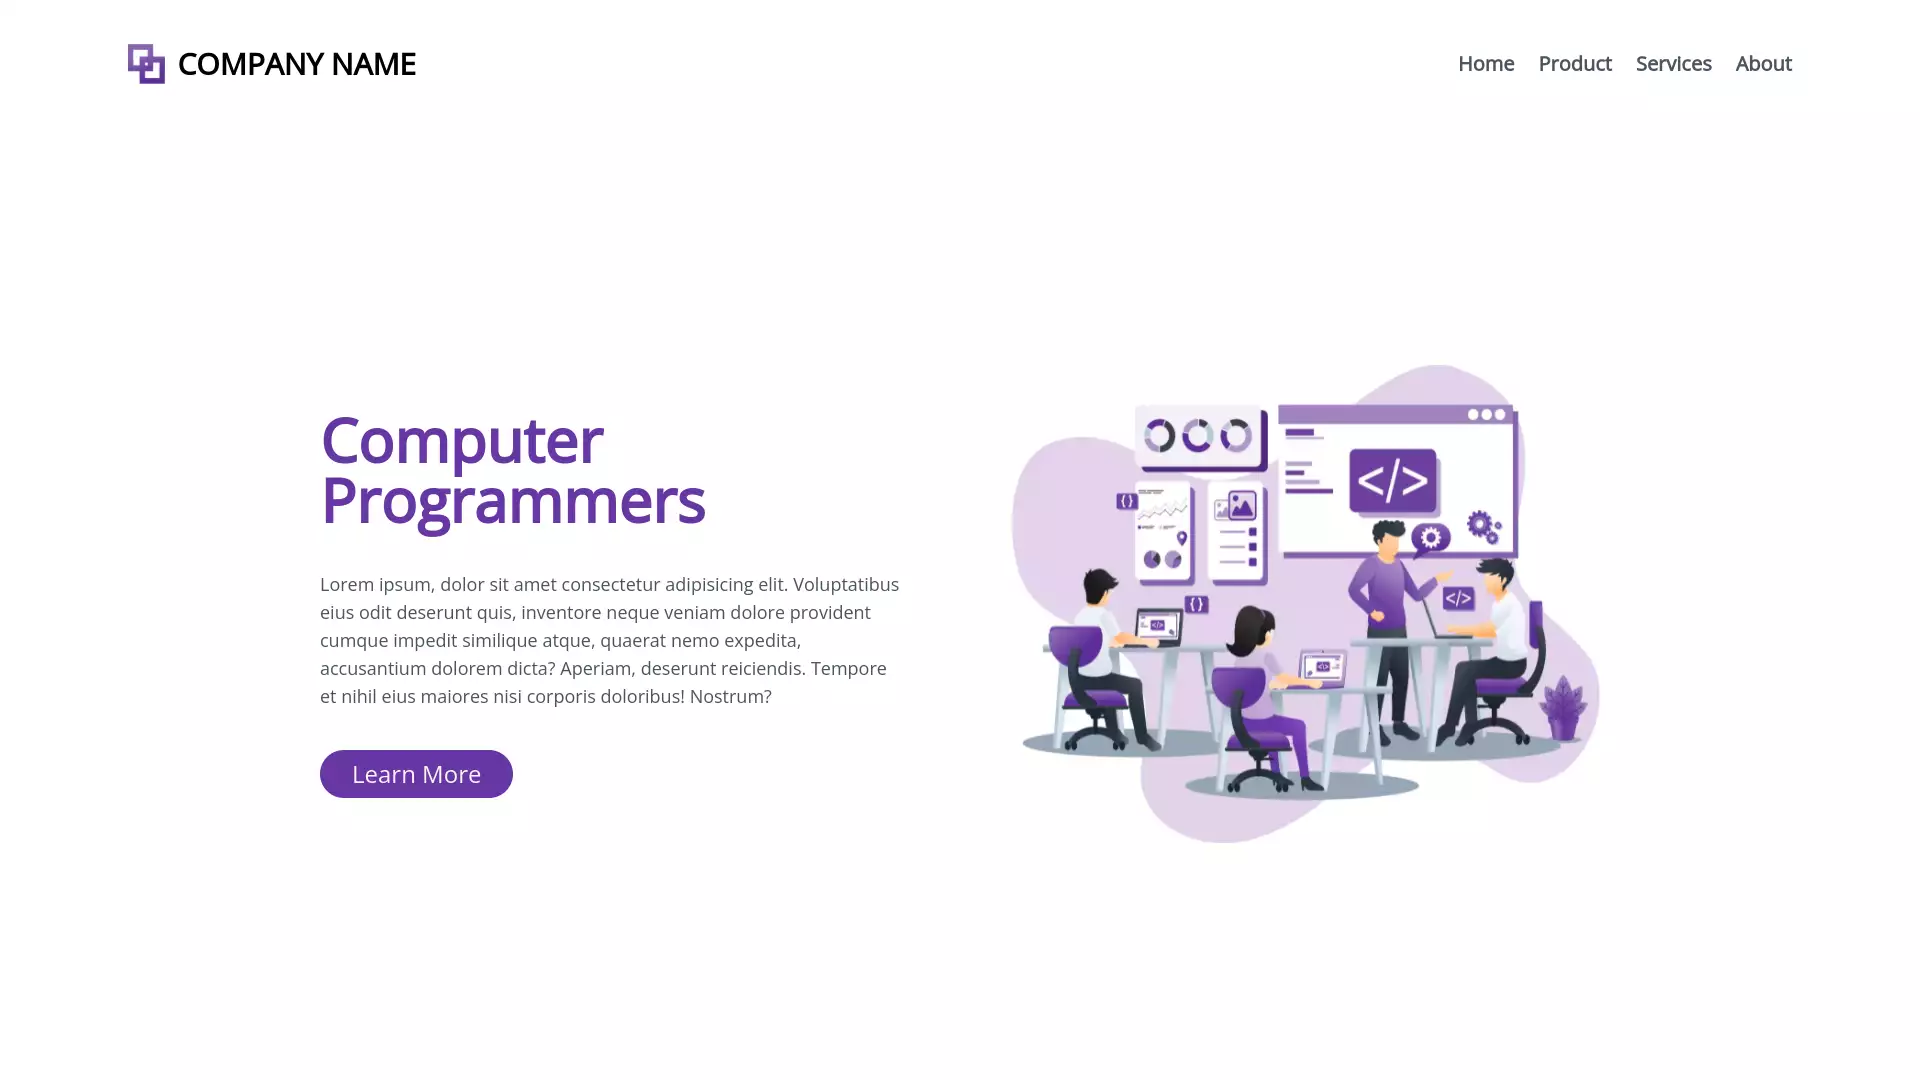 COMPANY NAME
Home Product Services About
Computer
Programmers
Lorem ipsum, dolor sit amet consectetur adipisicing elit. Voluptatibus
eius odit deserunt quis, inventore neque veniam dolore provident
cumque impedit similique atque, quaerat nemo expedita,
accusantium dolorem dicta? Aperiam, deserunt reiciendis. Tempore
et nihil eius maiores nisi corporis doloribus! Nostrum?
Learn More